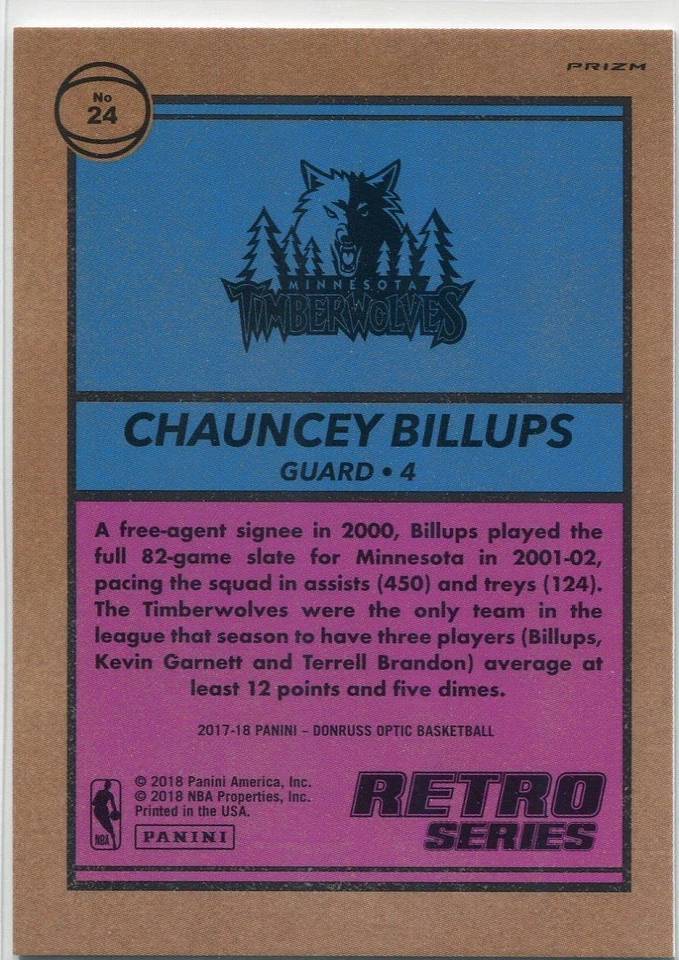 PRIZM
No
24
MINNESOTA
TIMBERWOLVES
CHAUNCEY BILLUPS
GUARD • 4
A free-agent signee in 2000, Billups played the
full 82-game slate for Minnesota in 2001-02,
pacing the squad in assists (450) and treys (124).
The Timberwolves were the only team in the
league that season to have three players (Billups,
Kevin Garnett and Terrell Brandon) average at
least 12 points and five dimes.
2017-18 PANINI – DONRUSS OPTIC BASKETBALL
© 2018 Panini America, Inc.
© 2018 NBA Properties, Inc.
Printed in the USA.
NBA
PANINI
RETRO
SERIES